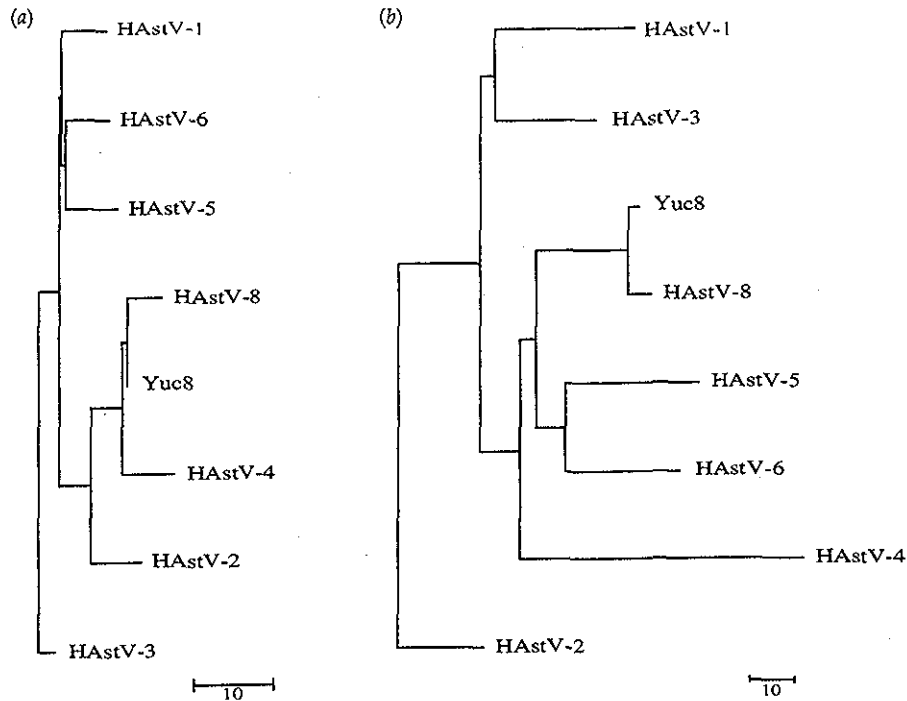 (a)
HAstV-1
HAstV-6
HAstV-5
HAstV-8
Yuc8
HAstV-4
HAstV-2
HAstV-3
10
(b)
HAstV-1
HAstV-3
Yuc8
HAstV-8
HAstV-5
HAstV-6
HAstV-4
HAstV-2
10